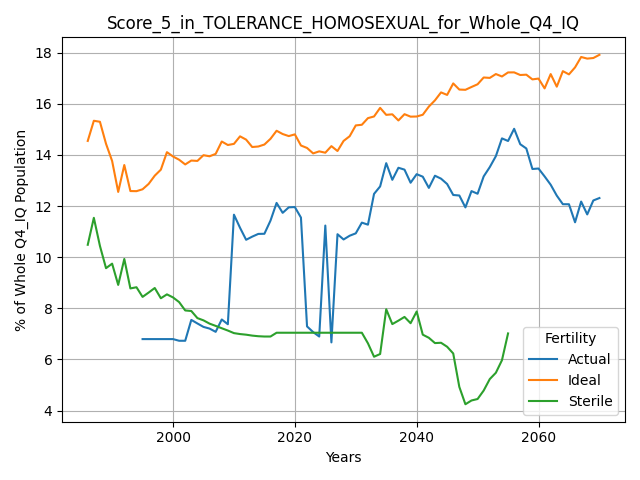 Score_5_in_TOLERANCE_HOMOSEXUAL_for_Whole_Q4_IQ
% of Whole Q4_IQ Population
18
16
14
12
10
8
6
4
2000 2020 2040 2060
Years
Fertility
Actual
Ideal
Sterile